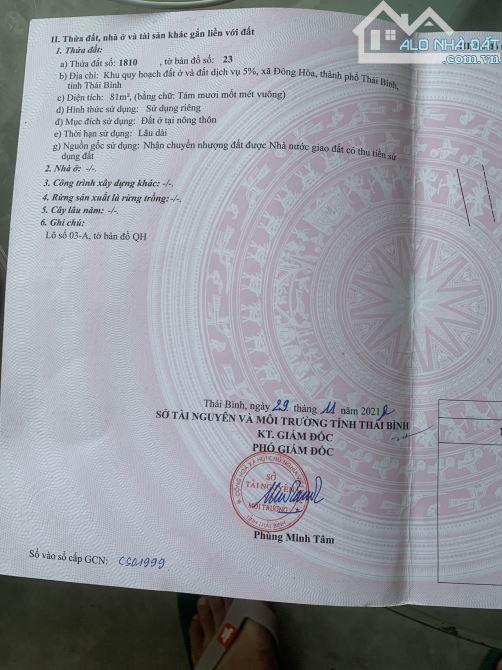 ALO NHÀ ĐẤT
II. Thửa đất, nhà ở và tài sản khác gắn liền với đất
1. Thửa đất:
a) Thửa đất số: 1810 , tờ bản đồ số: 23
b) Địa chỉ: Khu quy hoạch đất ở và đất dịch vụ 5%, xã Đông Hòa, thành phố Thái Bình,
tỉnh Thái Bình
c) Diện tích: 81m², (bằng chữ: Tám mươi mốt mét vuông)
d) Hình thức sử dụng: Sử dụng riêng
đ) Mục đích sử dụng: Đất ở tại nông thôn
e) Thời hạn sử dụng: Lâu dài
g) Nguồn gốc sử dụng: Nhận chuyển nhượng đất được Nhà nước giao đất có thu tiền sử
dụng đất
2. Nhà ở: -/-.
3. Công trình xây dựng khác: -/-.
4. Rừng sản xuất là rừng trồng:-/-.
5. Cây lâu năm: -/-.
6. Ghi chú:
Lô số 03-A, tờ bản đồ QH
Thái Bình, ngày 29 tháng 11 năm 2021
SỞ TÀI NGUYÊN VÀ MÔI TRƯỜNG TỈNH THÁI BÌNH
KT. GIÁM ĐỐC
PHÓ GIÁM ĐỐC
SỞ
TÀI NGUYÊN
MÔI TRƯỜNG
TỈNH THÁI BÌNH
Phùng Minh Tâm
Số vào sổ cấp GCN: CS01999